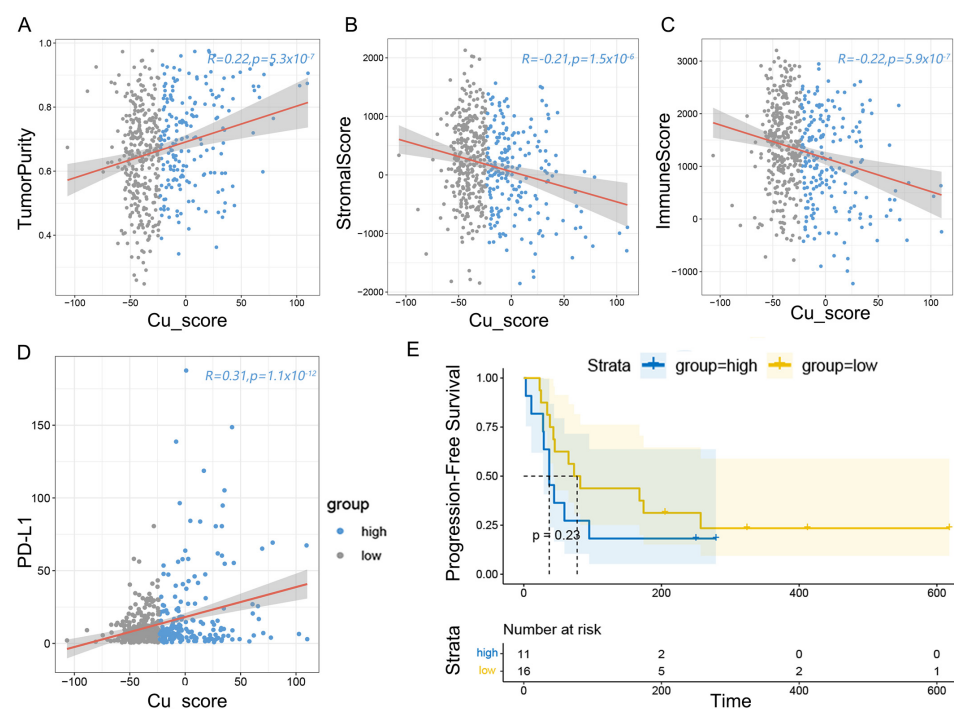 A
R=0.22,p=5.3x10-7
1.0
0.8
0.6
0.4
TumorPurity
−100 −50 0 50 100
Cu_score
B
R=-0.21,p=1.5x10-6
2000
1000
0
−1000
−2000
StromalScore
−100 −50 0 50 100
Cu_score
C
R=-0.22,p=5.9x10-7
3000
2000
1000
0
−1000
ImmuneScore
−100 −50 0 50 100
Cu_score
D
R=0.31,p=1.1x10-12
150
100
50
0
PD-L1
−100 −50 0 50 100
Cu_score
group
high
low
E
Strata group=high group=low
1.00
0.75
0.50
0.25
0.00
Progression-Free Survival
p = 0.23
0 200 400 600
Number at risk
Strata
high 11 2 0 0
low 16 5 2 1
0 200 400 600
Time